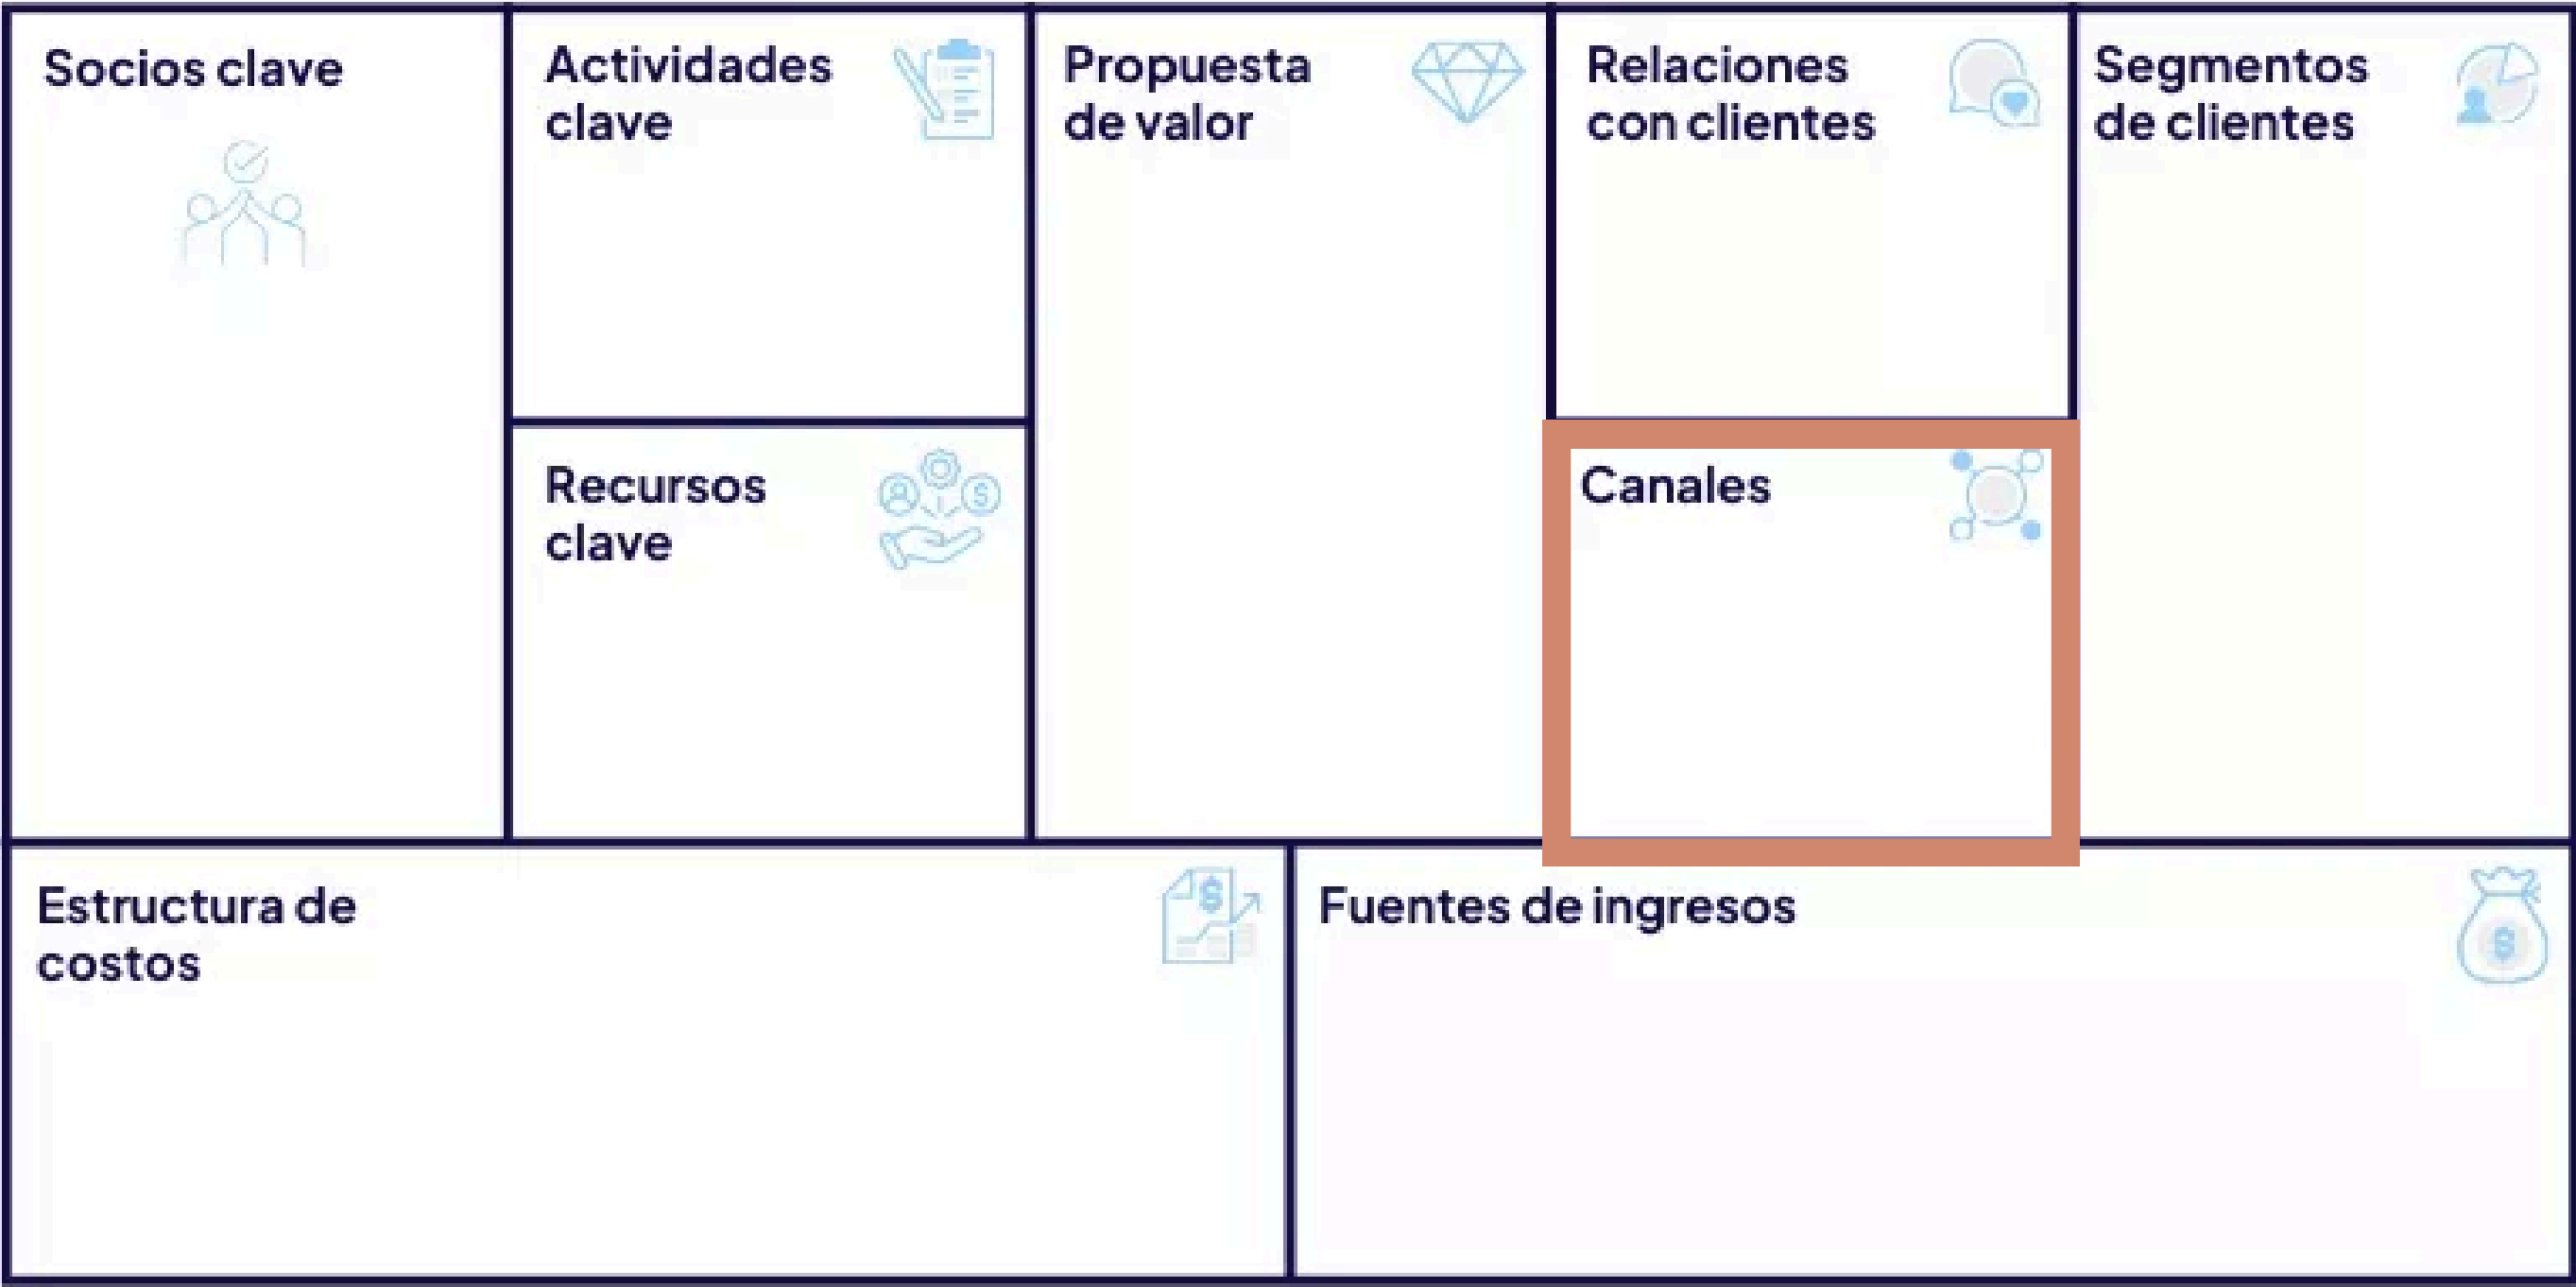 Socios clave
Actividades
clave
Propuesta
de valor
Relaciones
con clientes
Segmentos
de clientes
Recursos
clave
Canales
Estructura de
costos
Fuentes de ingresos